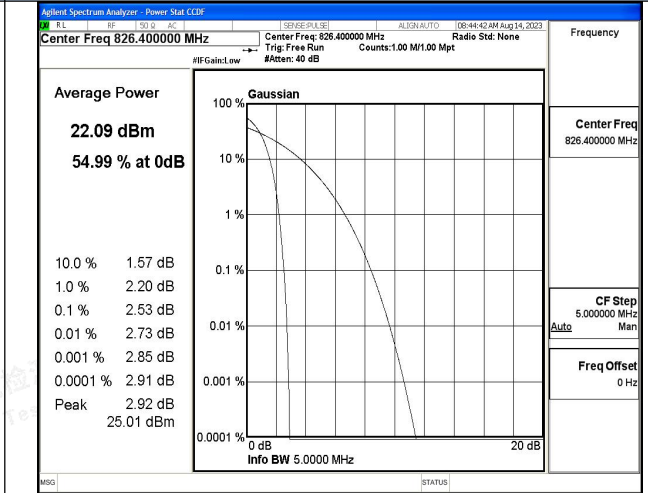 Agilent Spectrum Analyzer - Power Stat CCDF
RL RF 50 Ω AC SENSE:PULSE ALIGN AUTO 08:44:42 AM Aug 14, 2023
Center Freq 826.400000 MHz
Center Freq: 826.400000 MHz Radio Std: None
Trig: Free Run Counts:1.00 M/1.00 Mpt
#IFGain:Low #Atten: 40 dB
Frequency
Average Power
22.09 dBm
54.99 % at 0dB
10.0 % 1.57 dB
1.0 % 2.20 dB
0.1 % 2.53 dB
0.01 % 2.73 dB
0.001 % 2.85 dB
0.0001 % 2.91 dB
Peak 2.92 dB
25.01 dBm
Gaussian
100 %
10 %
1 %
0.1 %
0.01 %
0.001 %
0.0001 %
0 dB 20 dB
Info BW 5.0000 MHz
Center Freq
826.400000 MHz
CF Step
5.000000 MHz
Auto Man
Freq Offset
0 Hz
MSG STATUS